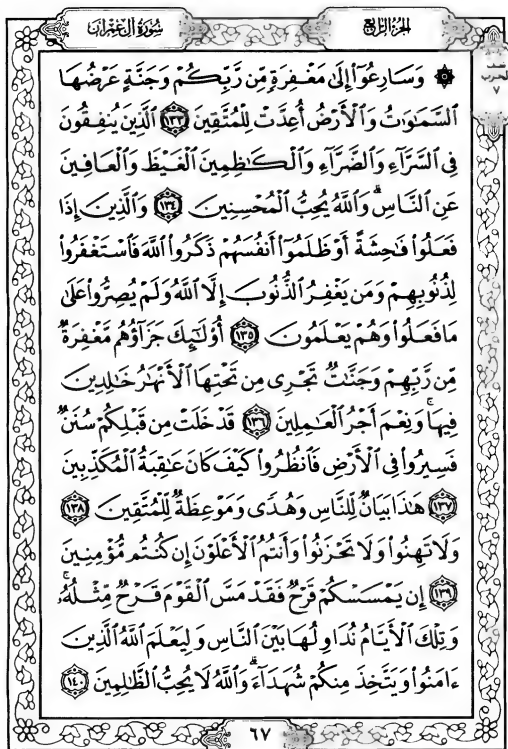 سُورَةُ آلِ عِمْرَان
الجُزْءُ الرَّابِعُ
الحزب
٧
۞ وَسَارِعُوٓا۟ إِلَىٰ مَغْفِرَةٍ مِّن رَّبِّكُمْ وَجَنَّةٍ عَرْضُهَا
ٱلسَّمَٰوَٰتُ وَٱلْأَرْضُ أُعِدَّتْ لِلْمُتَّقِينَ ١٣٣ ٱلَّذِينَ يُنفِقُونَ
فِى ٱلسَّرَّآءِ وَٱلضَّرَّآءِ وَٱلْكَٰظِمِينَ ٱلْغَيْظَ وَٱلْعَافِينَ
عَنِ ٱلنَّاسِ ۗ وَٱللَّهُ يُحِبُّ ٱلْمُحْسِنِينَ ١٣٤ وَٱلَّذِينَ إِذَا
فَعَلُوا۟ فَٰحِشَةً أَوْ ظَلَمُوٓا۟ أَنفُسَهُمْ ذَكَرُوا۟ ٱللَّهَ فَٱسْتَغْفَرُوا۟
لِذُنُوبِهِمْ وَمَن يَغْفِرُ ٱلذُّنُوبَ إِلَّا ٱللَّهُ وَلَمْ يُصِرُّوا۟ عَلَىٰ
مَا فَعَلُوا۟ وَهُمْ يَعْلَمُونَ ١٣٥ أُو۟لَٰٓئِكَ جَزَآؤُهُم مَّغْفِرَةٌ
مِّن رَّبِّهِمْ وَجَنَّٰتٌ تَجْرِى مِن تَحْتِهَا ٱلْأَنْهَٰرُ خَٰلِدِينَ
فِيهَا ۚ وَنِعْمَ أَجْرُ ٱلْعَٰمِلِينَ ١٣٦ قَدْ خَلَتْ مِن قَبْلِكُمْ سُنَنٌ
فَسِيرُوا۟ فِى ٱلْأَرْضِ فَٱنظُرُوا۟ كَيْفَ كَانَ عَٰقِبَةُ ٱلْمُكَذِّبِينَ
١٣٧ هَٰذَا بَيَانٌ لِّلنَّاسِ وَهُدًى وَمَوْعِظَةٌ لِّلْمُتَّقِينَ ١٣٨
وَلَا تَهِنُوا۟ وَلَا تَحْزَنُوا۟ وَأَنتُمُ ٱلْأَعْلَوْنَ إِن كُنتُم مُّؤْمِنِينَ
١٣٩ إِن يَمْسَسْكُمْ قَرْحٌ فَقَدْ مَسَّ ٱلْقَوْمَ قَرْحٌ مِّثْلُهُۥ ۚ
وَتِلْكَ ٱلْأَيَّامُ نُدَاوِلُهَا بَيْنَ ٱلنَّاسِ وَلِيَعْلَمَ ٱللَّهُ ٱلَّذِينَ
ءَامَنُوا۟ وَيَتَّخِذَ مِنكُمْ شُهَدَآءَ ۗ وَٱللَّهُ لَا يُحِبُّ ٱلظَّٰلِمِينَ ١٤٠
٦٧